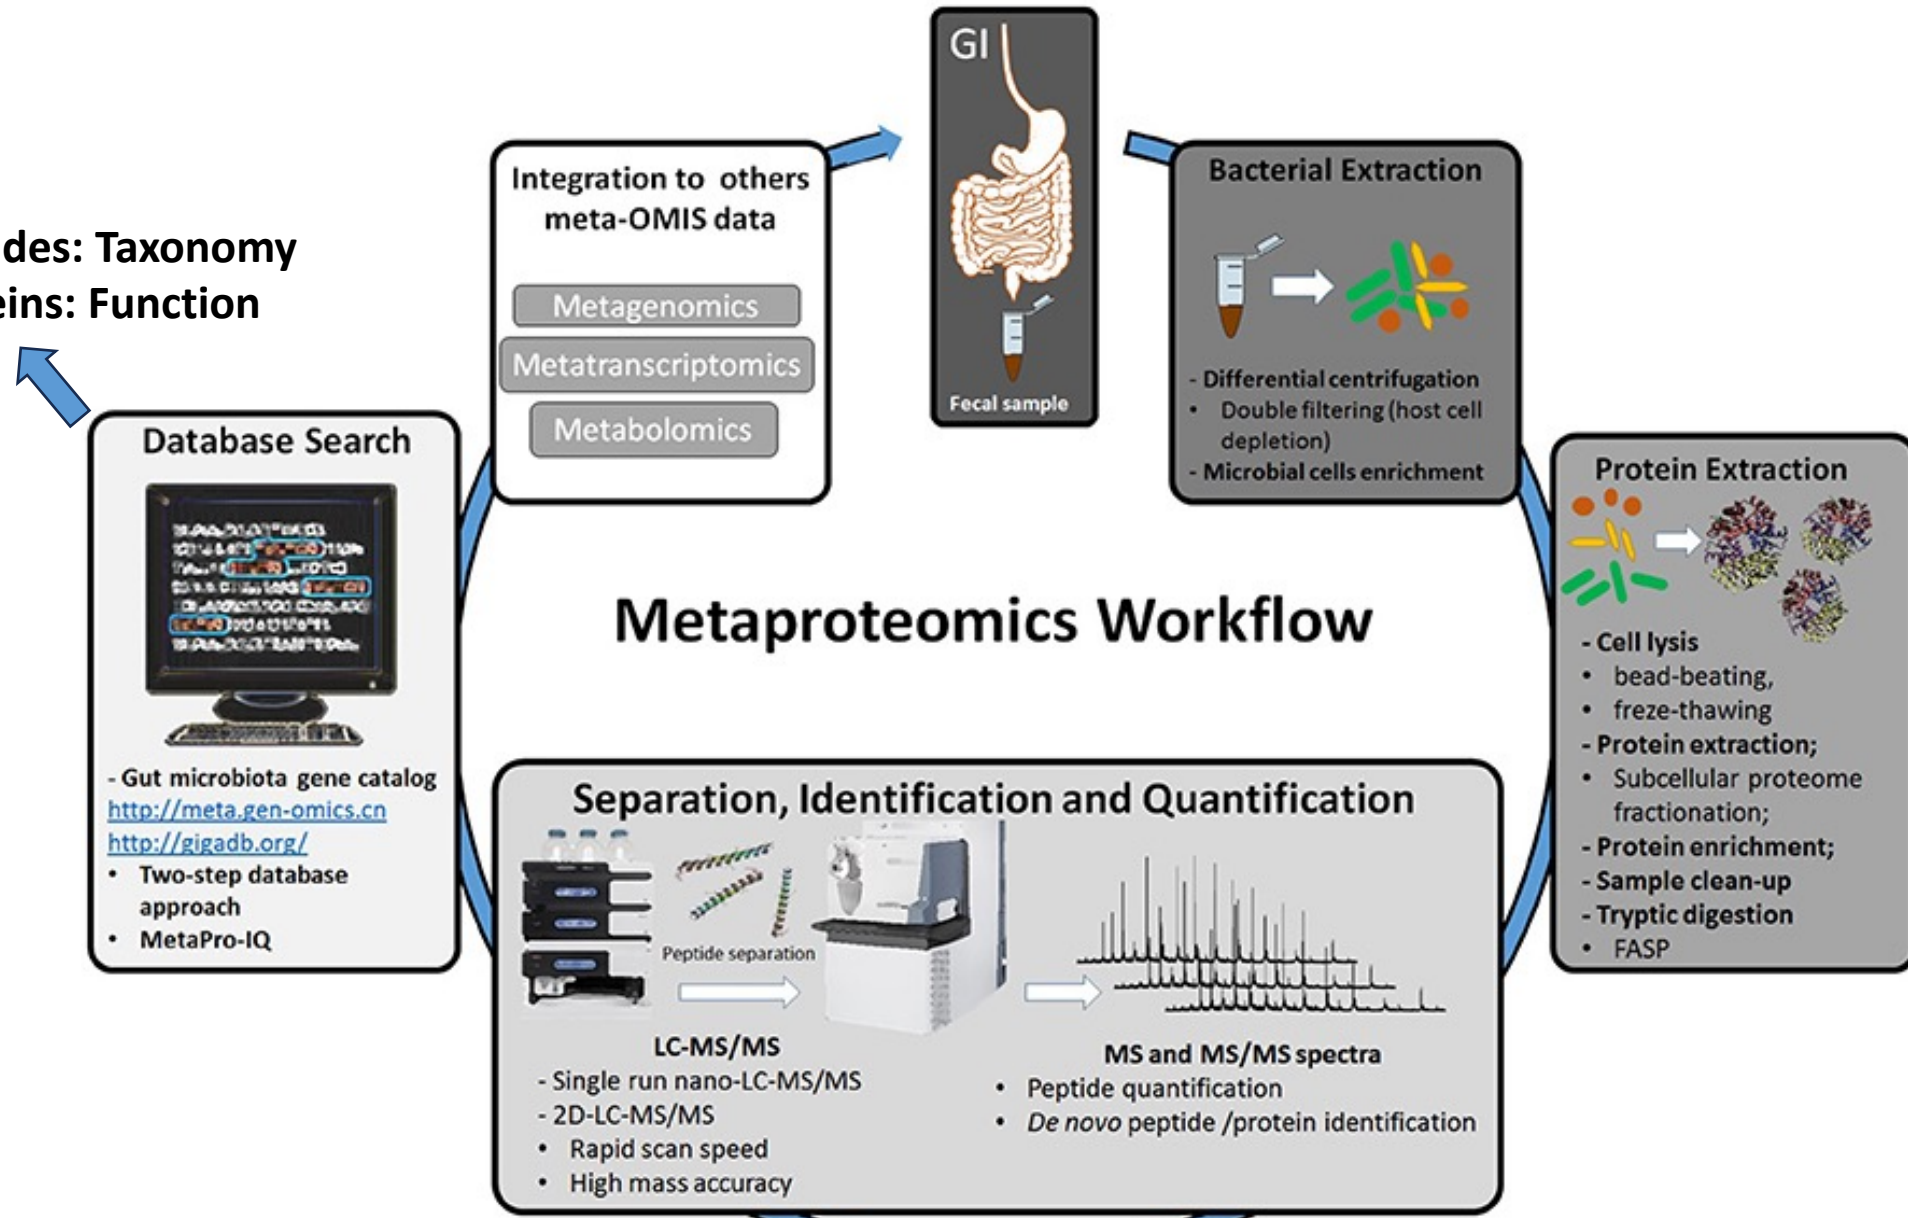 GI
Fecal sample
Bacterial Extraction
- Differential centrifugation
• Double filtering (host cell
depletion)
- Microbial cells enrichment
Protein Extraction
- Cell lysis
• bead-beating,
• freze-thawing
- Protein extraction;
• Subcellular proteome
fractionation;
- Protein enrichment;
- Sample clean-up
- Tryptic digestion
• FASP
Metaproteomics Workflow
Separation, Identification and Quantification
Peptide separation
LC-MS/MS
- Single run nano-LC-MS/MS
- 2D-LC-MS/MS
• Rapid scan speed
• High mass accuracy
MS and MS/MS spectra
• Peptide quantification
• De novo peptide /protein identification
Database Search
- Gut microbiota gene catalog
http://meta.gen-omics.cn
http://gigadb.org/
• Two-step database
approach
• MetaPro-IQ
des: Taxonomy
eins: Function
Integration to others
meta-OMIS data
Metagenomics
Metatranscriptomics
Metabolomics